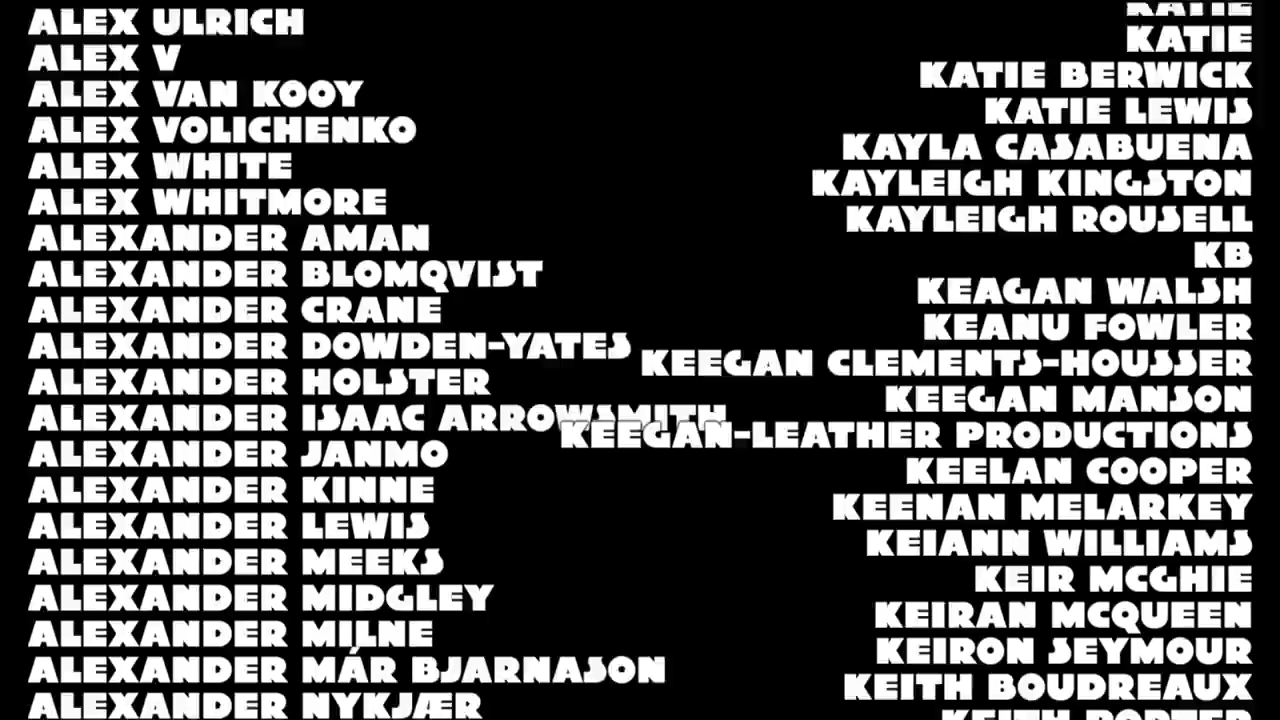 ALEX ULRICH
ALEX V
ALEX VAN KOOY
ALEX VOLICHENKO
ALEX WHITE
ALEX WHITMORE
ALEXANDER AMAN
ALEXANDER BLOMQVIST
ALEXANDER CRANE
ALEXANDER DOWDEN-YATES
ALEXANDER HOLSTER
ALEXANDER ISAAC ARROWSMITH
ALEXANDER JANMO
ALEXANDER KINNE
ALEXANDER LEWIS
ALEXANDER MEEKS
ALEXANDER MIDGLEY
ALEXANDER MILNE
ALEXANDER MÁR BJARNASON
ALEXANDER NYKJÆR
KATIE
KATIE
KATIE BERWICK
KATIE LEWIS
KAYLA CASABUENA
KAYLEIGH KINGSTON
KAYLEIGH ROUSELL
KB
KEAGAN WALSH
KEANU FOWLER
KEEGAN CLEMENTS-HOUSSER
KEEGAN MANSON
KEEGAN-LEATHER PRODUCTIONS
KEELAN COOPER
KEENAN MELARKEY
KEIANN WILLIAMS
KEIR MCGHIE
KEIRAN MCQUEEN
KEIRON SEYMOUR
KEITH BOUDREAUX
KEITH PORTER